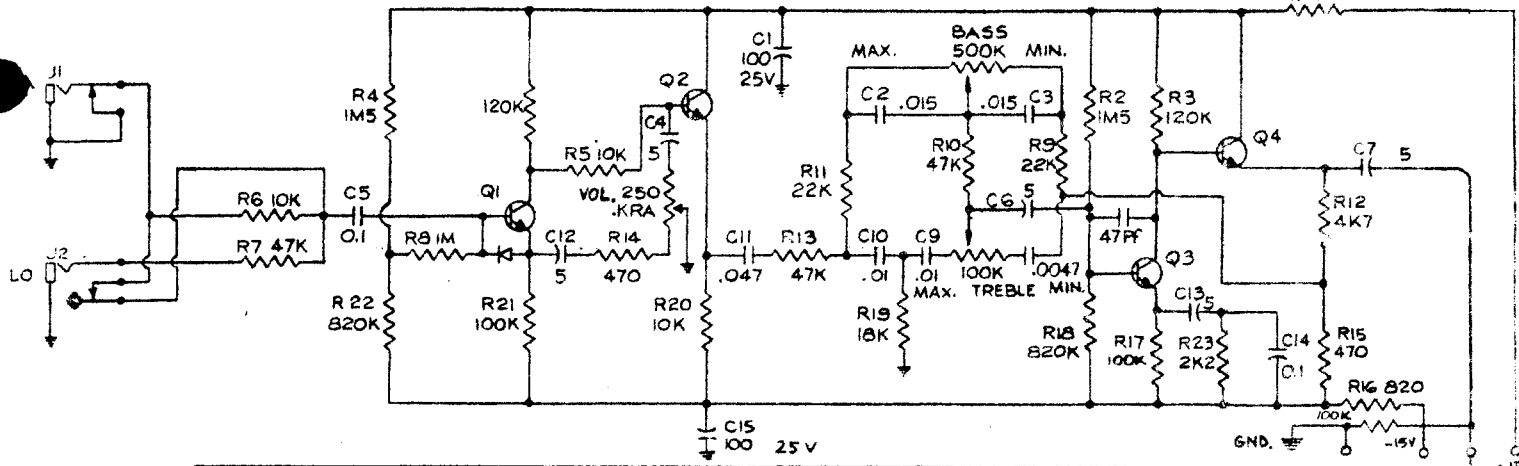 J1
R4
1M5
120K
Q2
C4
5
C1
100
25V
MAX.
BASS
500K
MIN.
C2
.015
.015
C3
R2
1M5
R3
120K
Q4
C7
5
R5 10K
R10
47K
R9
22K
R11
22K
VOL. 250
.KRA
Q1
R6 10K
C5
0.1
R7 47K
J2
LO
R8 1M
C12
5
R14
470
C11
.047
R13
47K
C10
.01
C9
.01
C6
5
100K
.0047
MAX.
TREBLE
MIN.
47Pf
Q3
R12
4K7
R22
820K
R21
100K
R20
10K
R19
18K
R18
820K
C13
5
R17
100K
R23
2K2
C14
0.1
R15
470
R16 820
100K
GND.
-15V
C15
100
25 V